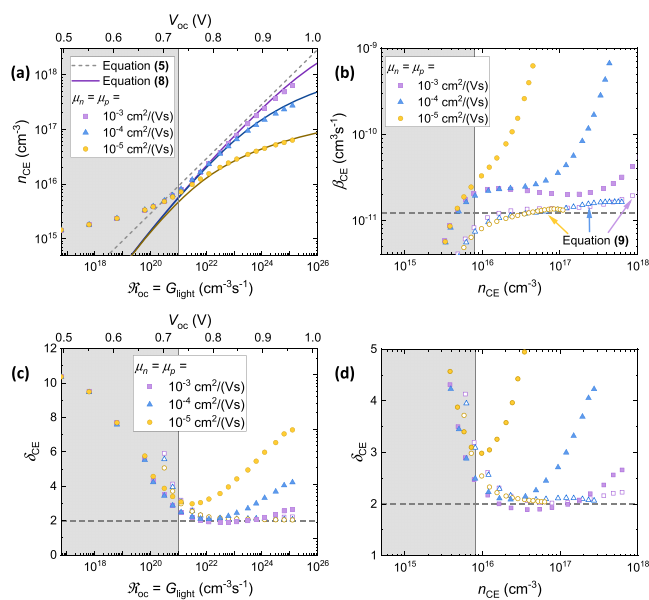 V_oc (V)
0.5 0.6 0.7 0.8 0.9 1.0
(a)
Equation (5)
Equation (8)
μ_n = μ_p =
10^-3 cm^2/(Vs)
10^-4 cm^2/(Vs)
10^-5 cm^2/(Vs)
10^18
10^17
10^16
10^15
n_CE (cm^-3)
10^18 10^20 10^22 10^24 10^26
ℜ_oc = G_light (cm^-3s^-1)
(b)
μ_n = μ_p =
10^-3 cm^2/(Vs)
10^-4 cm^2/(Vs)
10^-5 cm^2/(Vs)
10^-9
10^-10
10^-11
β_CE (cm^3s^-1)
Equation (9)
10^15 10^16 10^17 10^18
n_CE (cm^-3)
V_oc (V)
0.5 0.6 0.7 0.8 0.9 1.0
(c)
μ_n = μ_p =
10^-3 cm^2/(Vs)
10^-4 cm^2/(Vs)
10^-5 cm^2/(Vs)
12
10
8
6
4
2
0
δ_CE
10^18 10^20 10^22 10^24 10^26
ℜ_oc = G_light (cm^-3s^-1)
(d)
μ_n = μ_p =
10^-3 cm^2/(Vs)
10^-4 cm^2/(Vs)
10^-5 cm^2/(Vs)
5
4
3
2
1
δ_CE
10^15 10^16 10^17 10^18
n_CE (cm^-3)